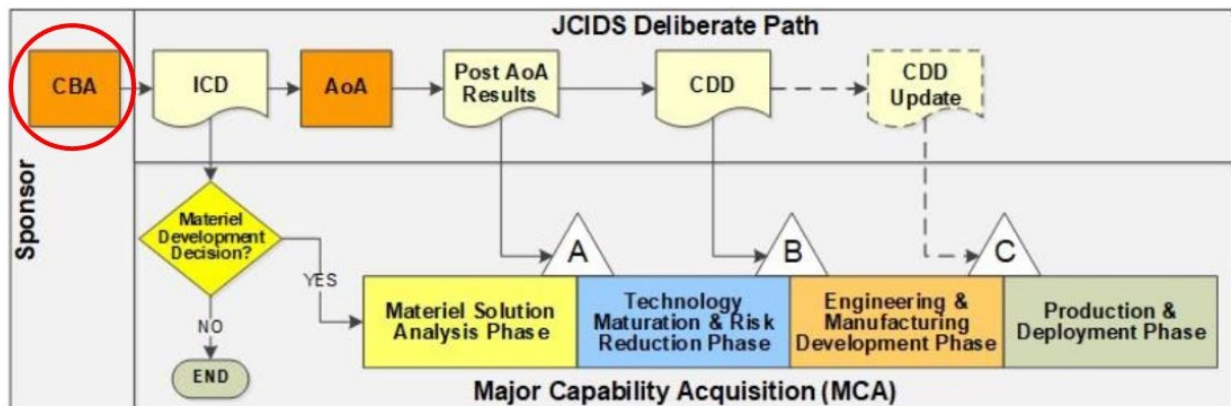 JCIDS Deliberate Path
CBA
ICD
AoA
Post AoA
Results
CDD
CDD
Update
Sponsor
Materiel
Development
Decision?
YES
NO
END
A
B
C
Materiel Solution
Analysis Phase
Technology
Maturation & Risk
Reduction Phase
Engineering &
Manufacturing
Development Phase
Production &
Deployment Phase
Major Capability Acquisition (MCA)